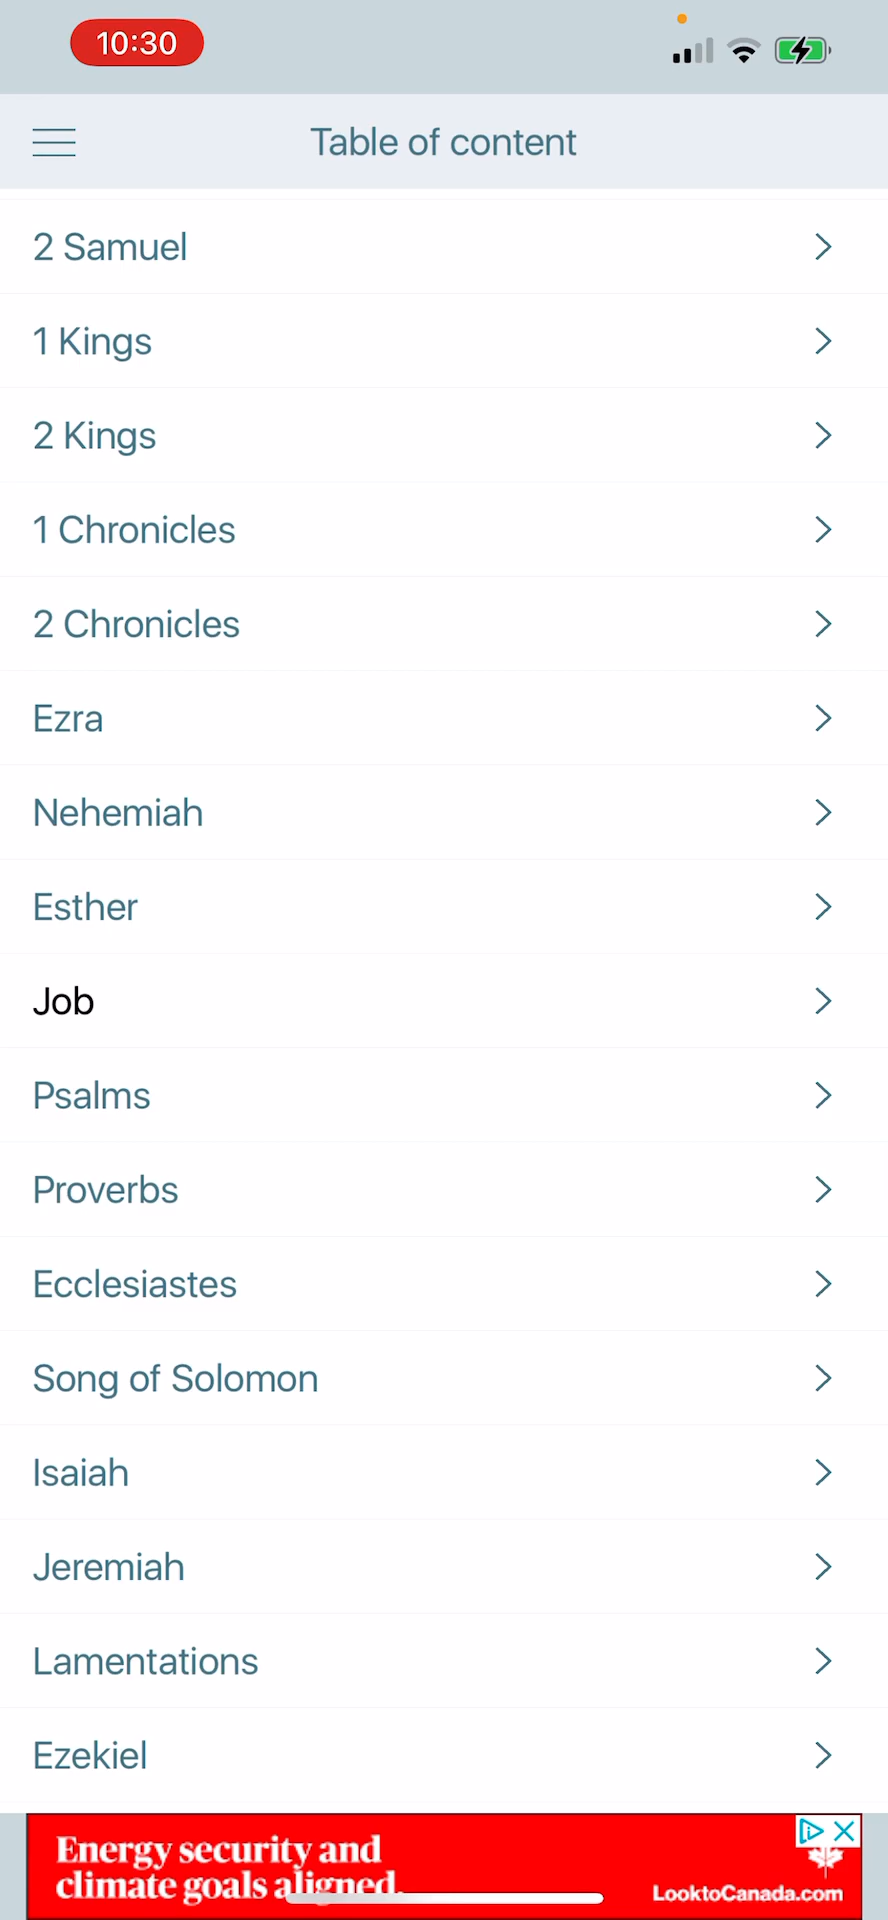 10:30
Table of content
2 Samuel
1 Kings
2 Kings
1 Chronicles
2 Chronicles
Ezra
Nehemiah
Esther
Job
Psalms
Proverbs
Ecclesiastes
Song of Solomon
Isaiah
Jeremiah
Lamentations
Ezekiel
Energy security and
climate goals aligned.
LooktoCanada.com